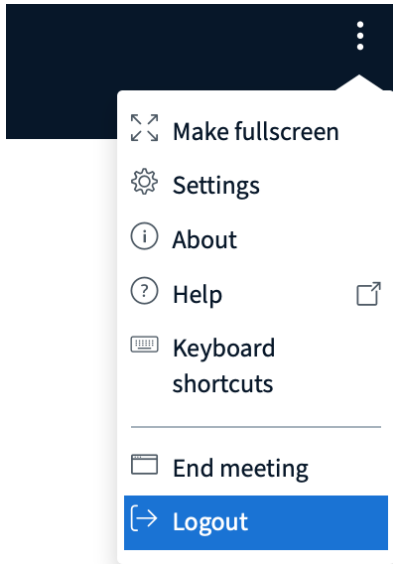 Make fullscreen
Settings
About
Help
Keyboard
shortcuts
End meeting
Logout